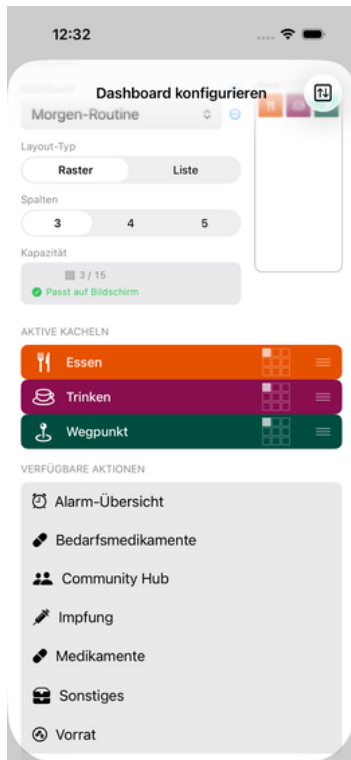 12:32
Dashboard konfigurieren
Morgen-Routine
Layout-Typ
Raster Liste
Spalten
3 4 5
Kapazität
3 / 15
Passt auf Bildschirm
AKTIVE KACHELN
Essen
Trinken
Wegpunkt
VERFÜGBARE AKTIONEN
Alarm-Übersicht
Bedarfsmedikamente
Community Hub
Impfung
Medikamente
Sonstiges
Vorrat